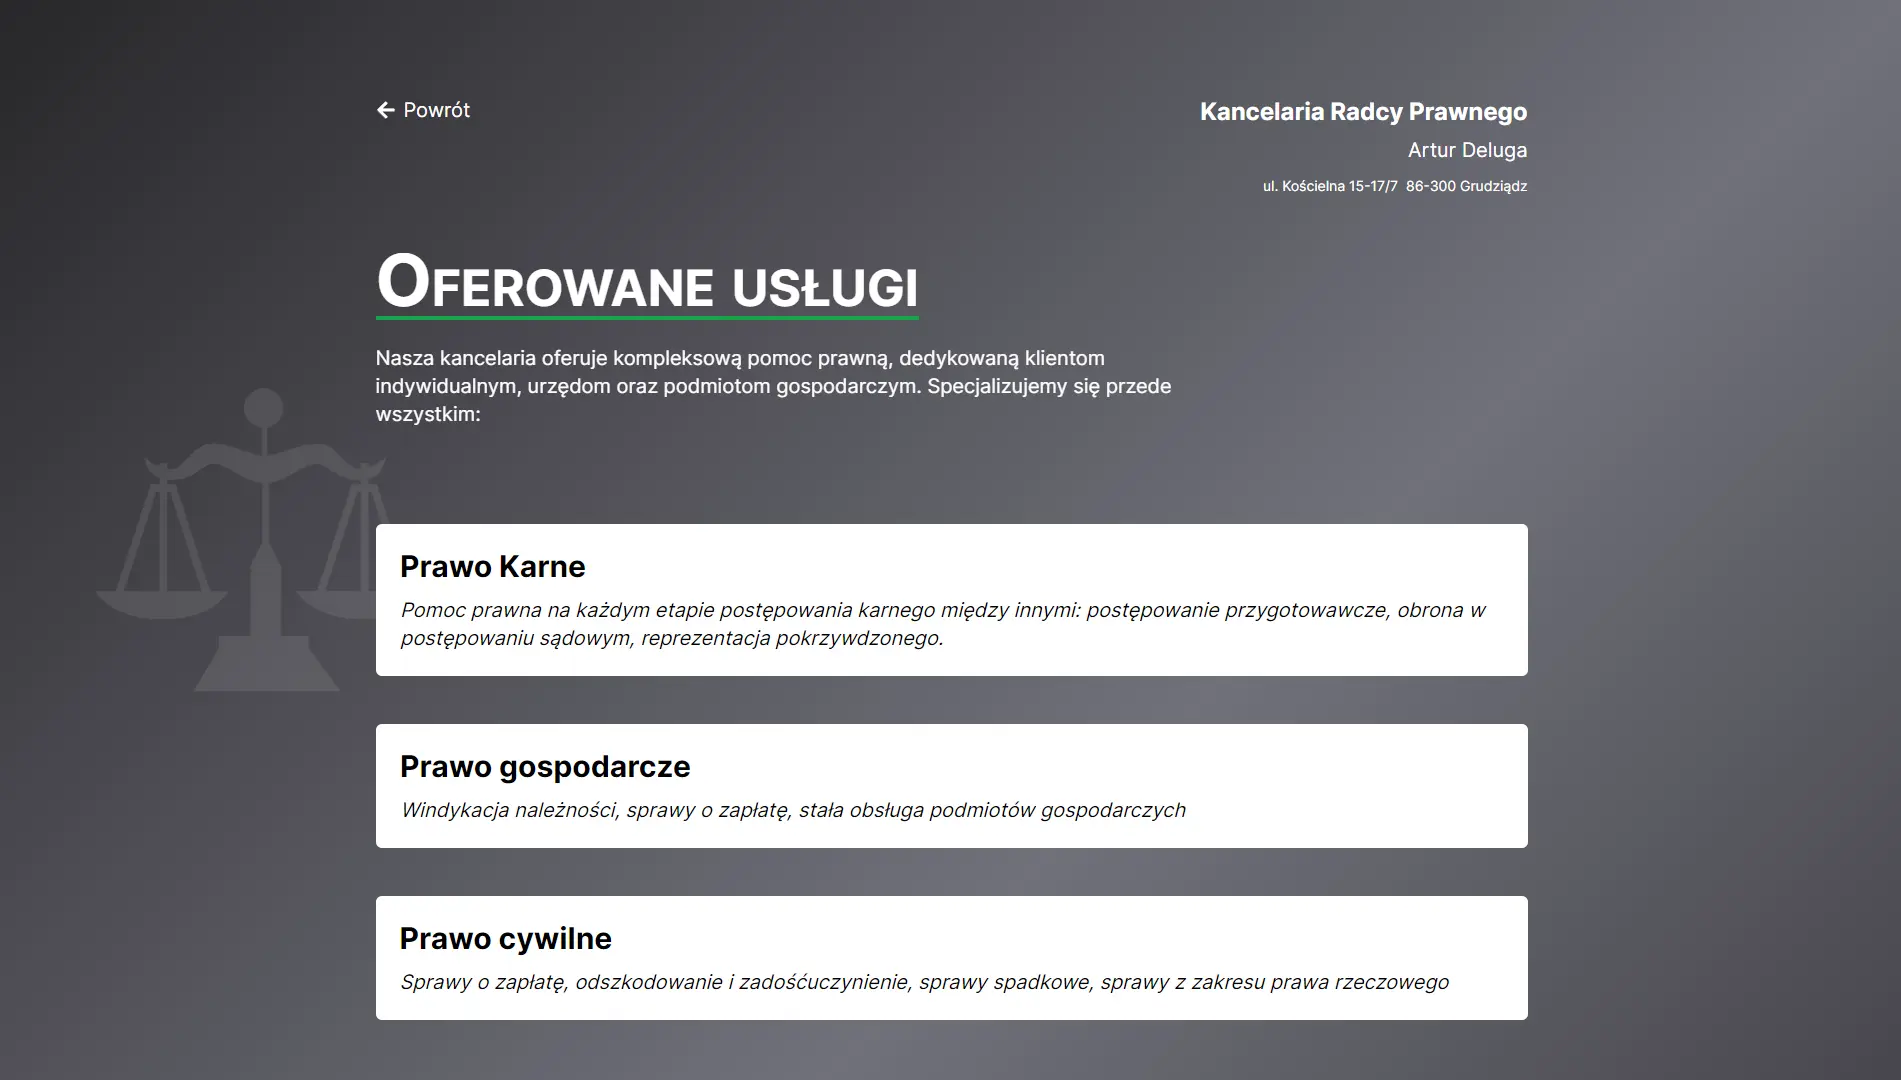 Powrót
Kancelaria Radcy Prawnego
Artur Deluga
ul. Kościelna 15-17/7 86-300 Grudziądz
Oferowane usługi
Nasza kancelaria oferuje kompleksową pomoc prawną, dedykowaną klientom
indywidualnym, urzędom oraz podmiotom gospodarczym. Specjalizujemy się przede
wszystkim:
Prawo Karne
Pomoc prawna na każdym etapie postępowania karnego między innymi: postępowanie przygotowawcze, obrona w
postępowaniu sądowym, reprezentacja pokrzywdzonego.
Prawo gospodarcze
Windykacja należności, sprawy o zapłatę, stała obsługa podmiotów gospodarczych
Prawo cywilne
Sprawy o zapłatę, odszkodowanie i zadośćuczynienie, sprawy spadkowe, sprawy z zakresu prawa rzeczowego